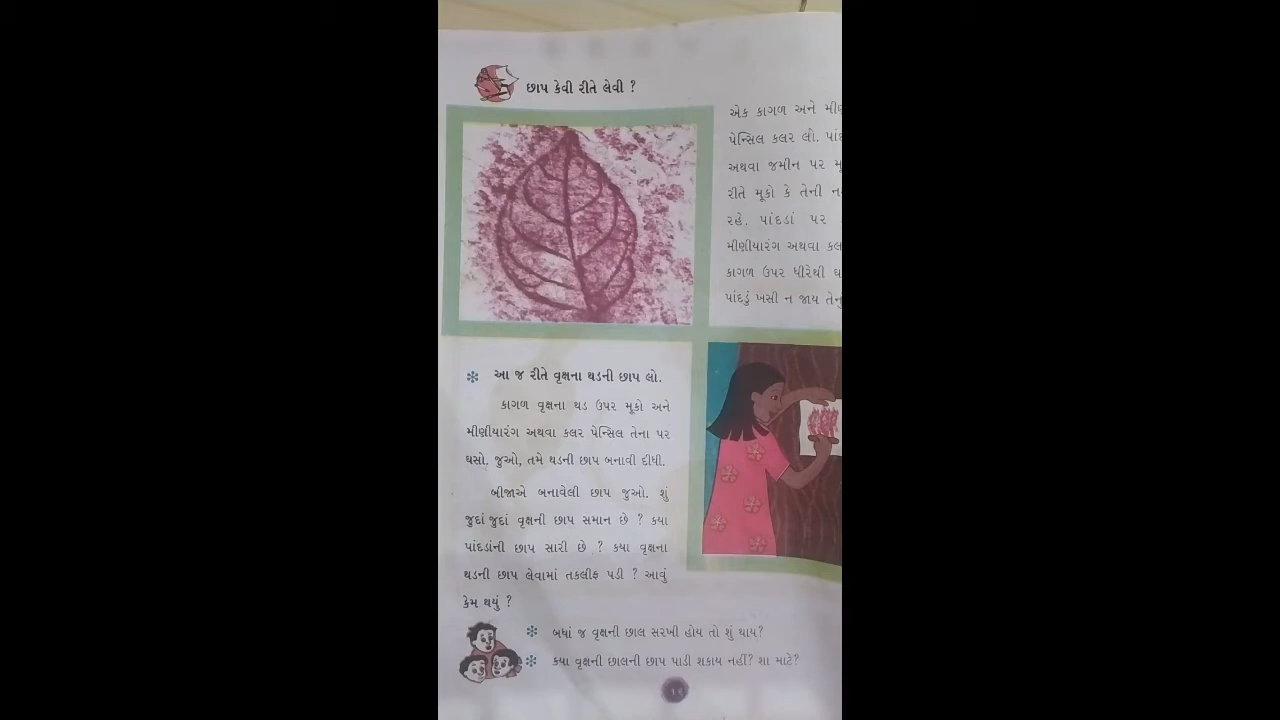 છાપ કેવી રીતે લેવી ?
એક કાગળ અને
પેન્સિલ કલર લો.
અથવા જમીન પર
રીતે મૂકો કે તેની
રહે. પાંદડાં પર
મીણીયારંગ અથવા
કાગળ ઉપર ધીરેથી
પાંદડું ખસી ન જાય
આ જ રીતે વૃક્ષના થડની છાપ લો.
કાગળ વૃક્ષના થડ ઉપર મૂકો અને
મીણીયારંગ અથવા કલર પેન્સિલ તેના પર
ઘસો. જુઓ, તમે થડની છાપ બનાવી દીધી.
બીજાએ બનાવેલી છાપ જુઓ. શું
જુદાં જુદાં વૃક્ષની છાપ સમાન છે ? કયા
પાંદડાંની છાપ સારી છે ? કયા વૃક્ષના
થડની છાપ લેવામાં તકલીફ પડી ? આવું
કેમ થયું ?
બધાં જ વૃક્ષની છાલ સરખી હોય તો શું થાય?
કયા વૃક્ષની છાલની છાપ પાડી શકાય નહીં? શા માટે?